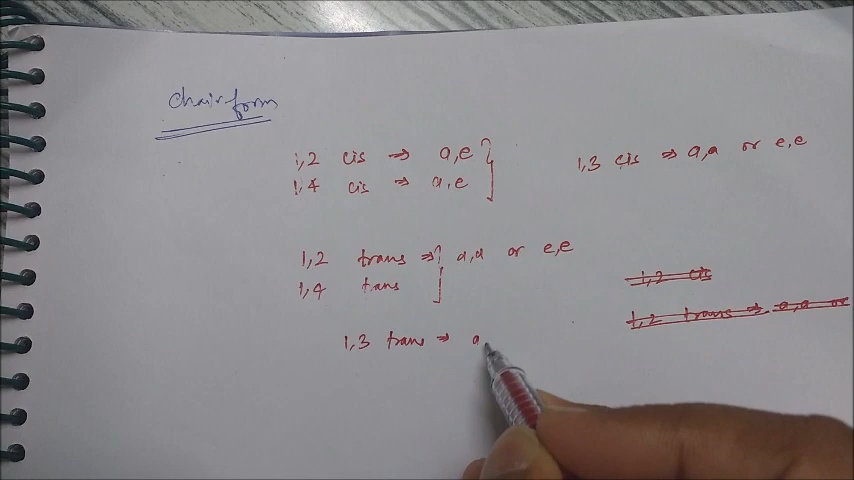 chair form
1,2 cis ⇒ a,e
1,4 cis ⇒ a,e
1,3 cis ⇒ a,a or e,e
1,2 trans ⇒ a,a or e,e
1,4 trans
1,2 cis
1,2 trans ⇒ a,a or
1,3 trans ⇒ a